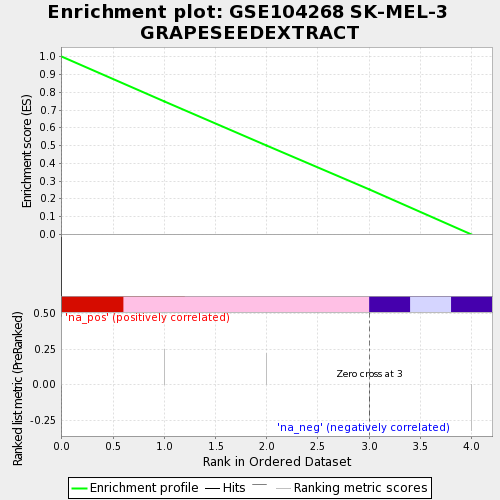 Enrichment plot: GSE104268 SK-MEL-3
GRAPESEEDEXTRACT
Enrichment score (ES)
1.0
0.9
0.8
0.7
0.6
0.5
0.4
0.3
0.2
0.1
0.0
Ranked list metric (PreRanked)
0.50
0.25
0.00
-0.25
'na_pos' (positively correlated)
Zero cross at 3
'na_neg' (negatively correlated)
0.0 0.5 1.0 1.5 2.0 2.5 3.0 3.5 4.0
Rank in Ordered Dataset
Enrichment profile Hits Ranking metric scores